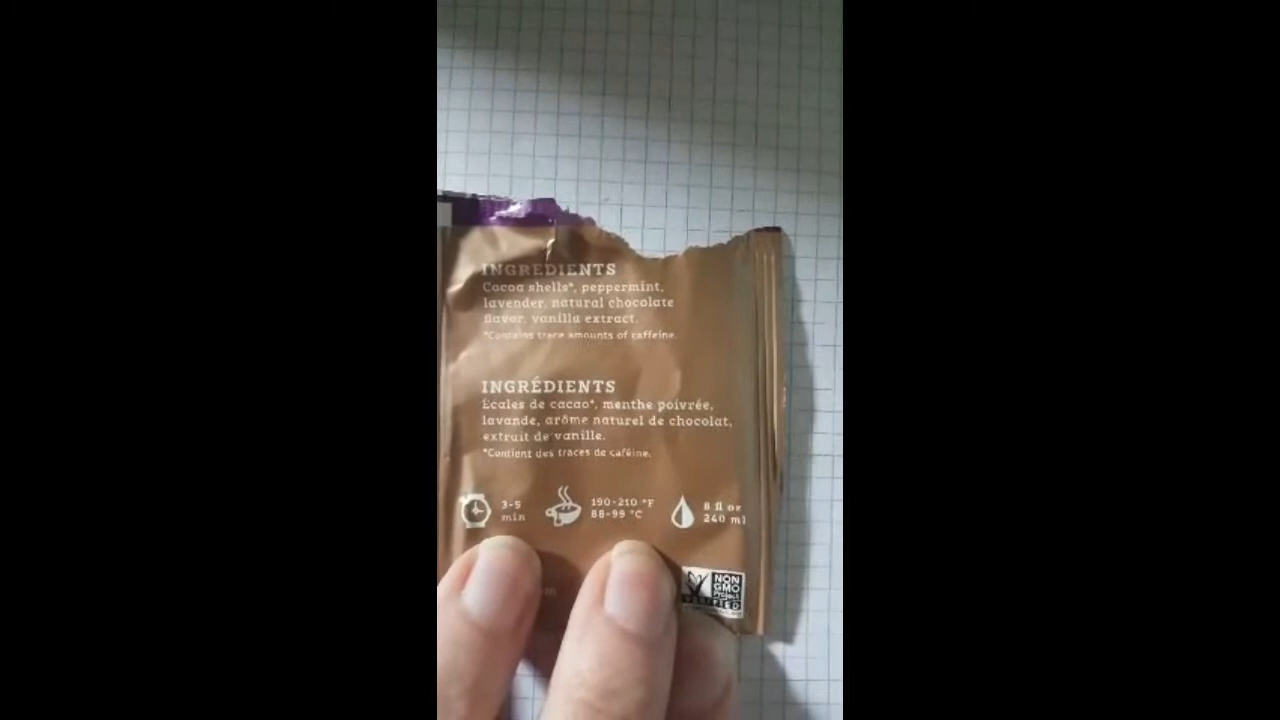 INGREDIENTS
Cocoa shells*, peppermint,
lavender, natural chocolate
flavor, vanilla extract.
*Contains trace amounts of caffeine.
INGRÉDIENTS
Écales de cacao*, menthe poivrée,
lavande, arôme naturel de chocolat,
extrait de vanille.
*Contient des traces de caféine.
3-5
min
190-210 °F
88-99 °C
8 fl oz
240 ml
NON
GMO
Project
VERIFIED